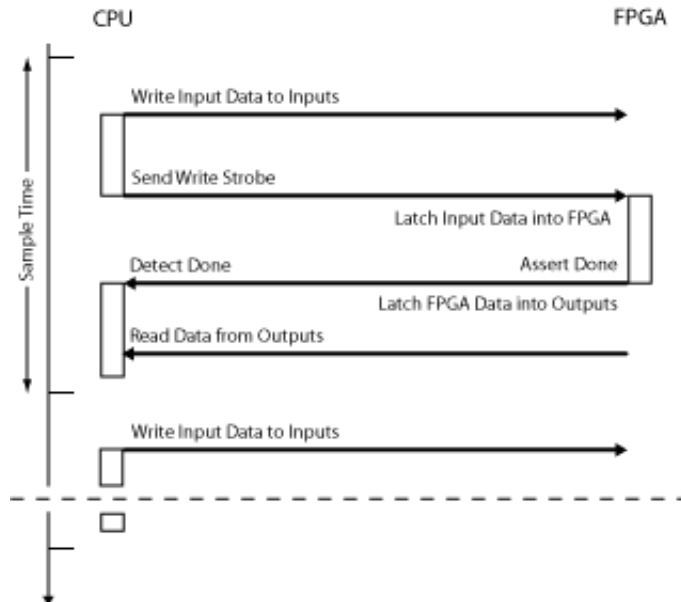 CPU
FPGA
Write Input Data to Inputs
Send Write Strobe
Latch Input Data into FPGA
Sample Time
Detect Done
Assert Done
Latch FPGA Data into Outputs
Read Data from Outputs
Write Input Data to Inputs